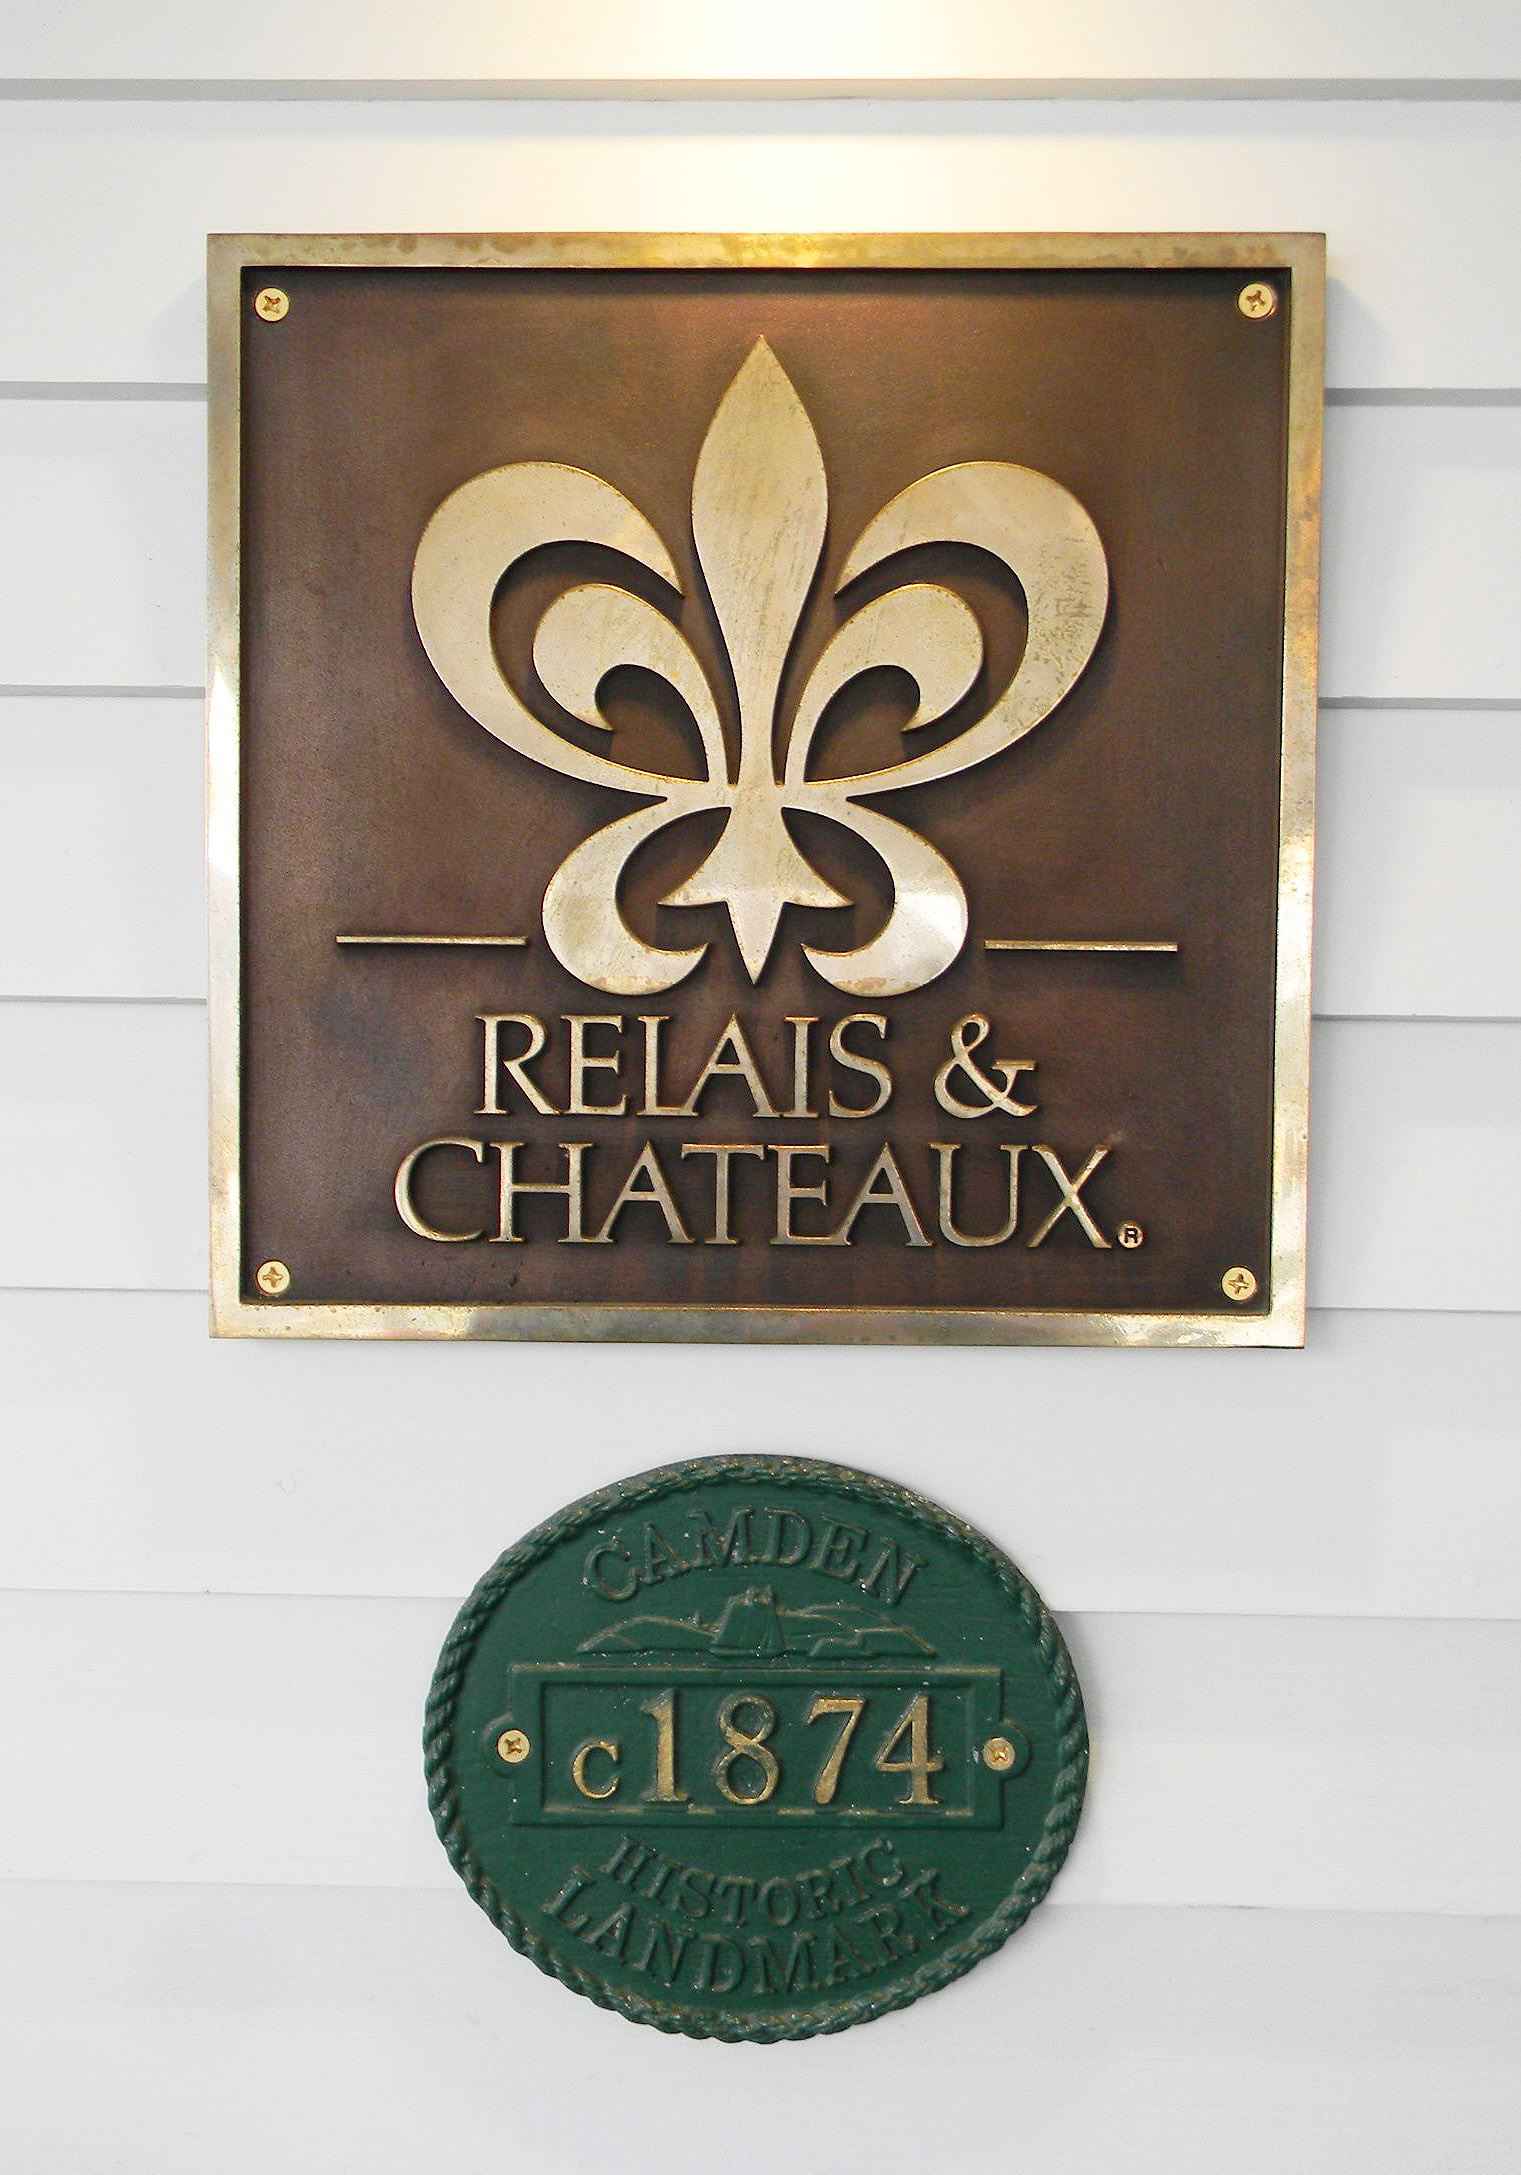 RELAIS &
CHATEAUX®
CAMDEN
c1874
HISTORIC
LANDMARK